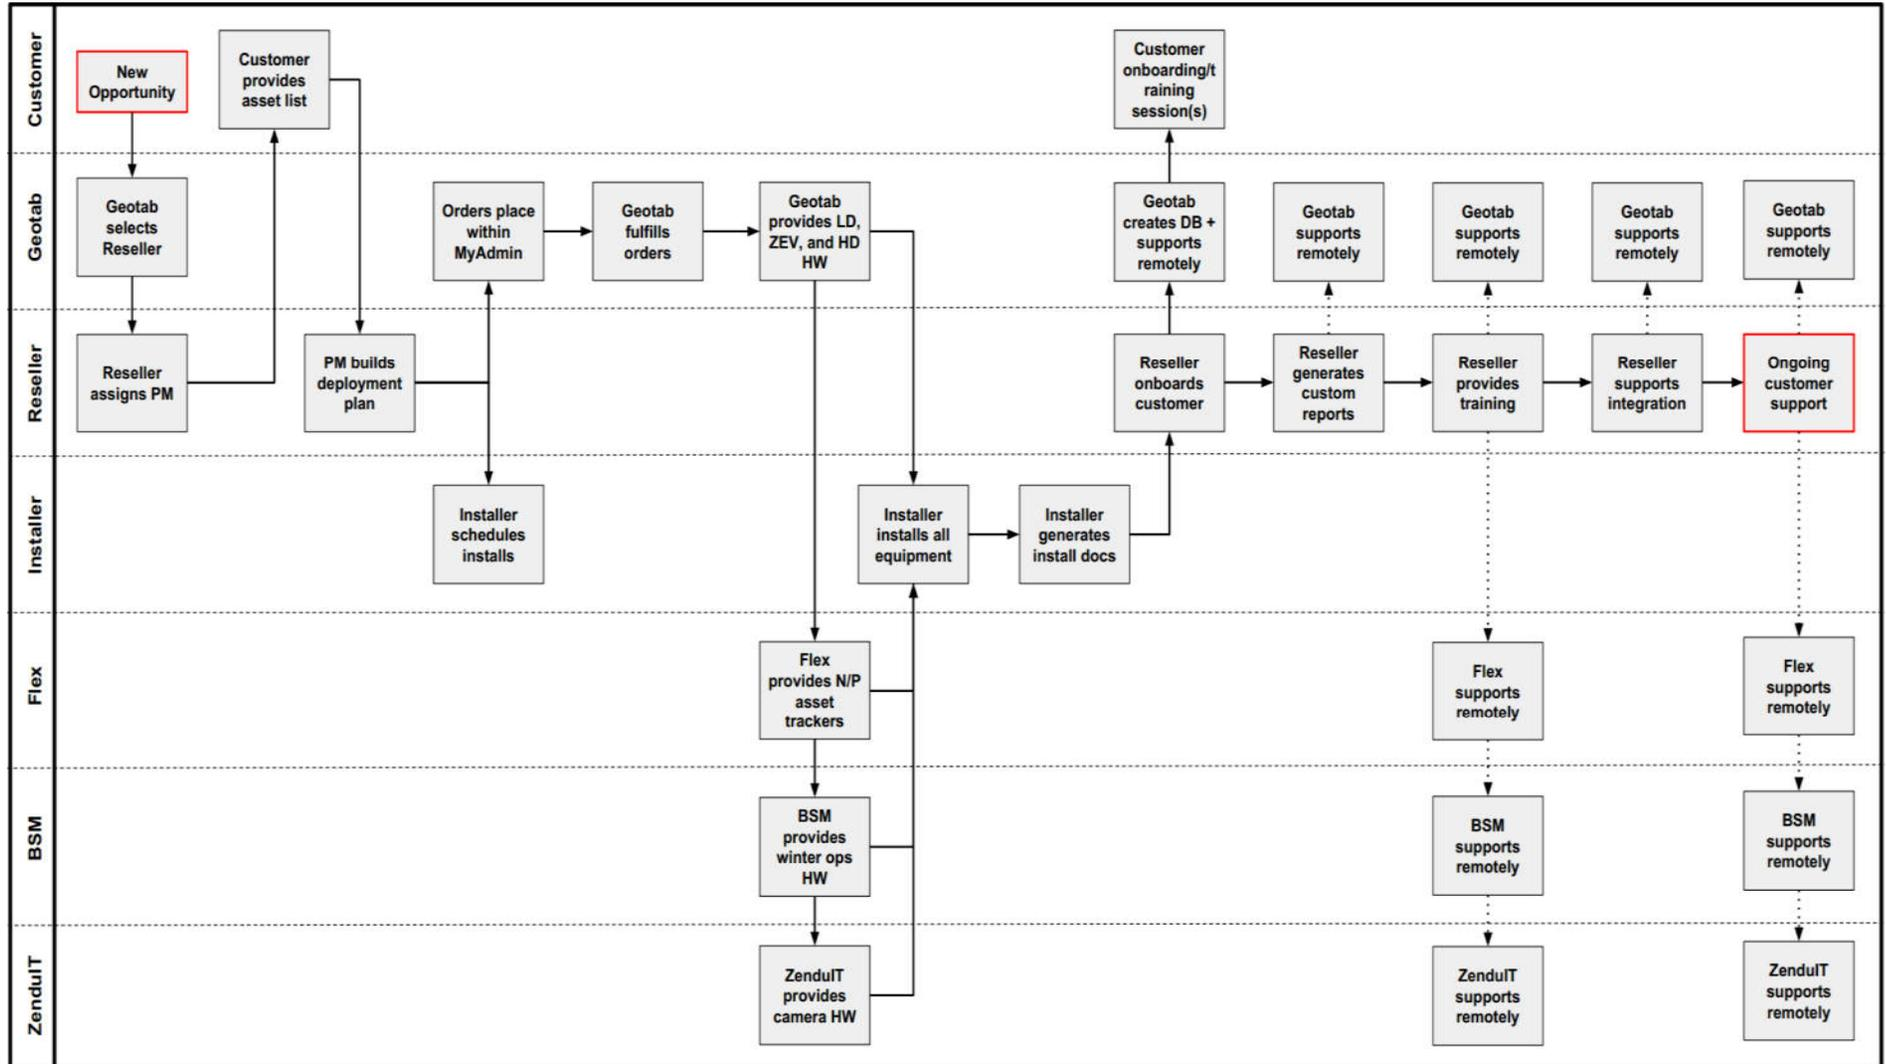 Customer
New
Opportunity
Customer
provides
asset list
Customer
onboarding/t
raining
session(s)
Geotab
Geotab
selects
Reseller
Orders place
within
MyAdmin
Geotab
fulfills
orders
Geotab
provides LD,
ZEV, and HD
HW
Geotab
creates DB +
supports
remotely
Geotab
supports
remotely
Geotab
supports
remotely
Geotab
supports
remotely
Geotab
supports
remotely
Reseller
Reseller
assigns PM
PM builds
deployment
plan
Reseller
onboards
customer
Reseller
generates
custom
reports
Reseller
provides
training
Reseller
supports
integration
Ongoing
customer
support
Installer
Installer
schedules
installs
Installer
installs all
equipment
Installer
generates
install docs
Flex
Flex
provides N/P
asset
trackers
Flex
supports
remotely
Flex
supports
remotely
BSM
BSM
provides
winter ops
HW
BSM
supports
remotely
BSM
supports
remotely
ZenduIT
ZenduIT
provides
camera HW
ZenduIT
supports
remotely
ZenduIT
supports
remotely